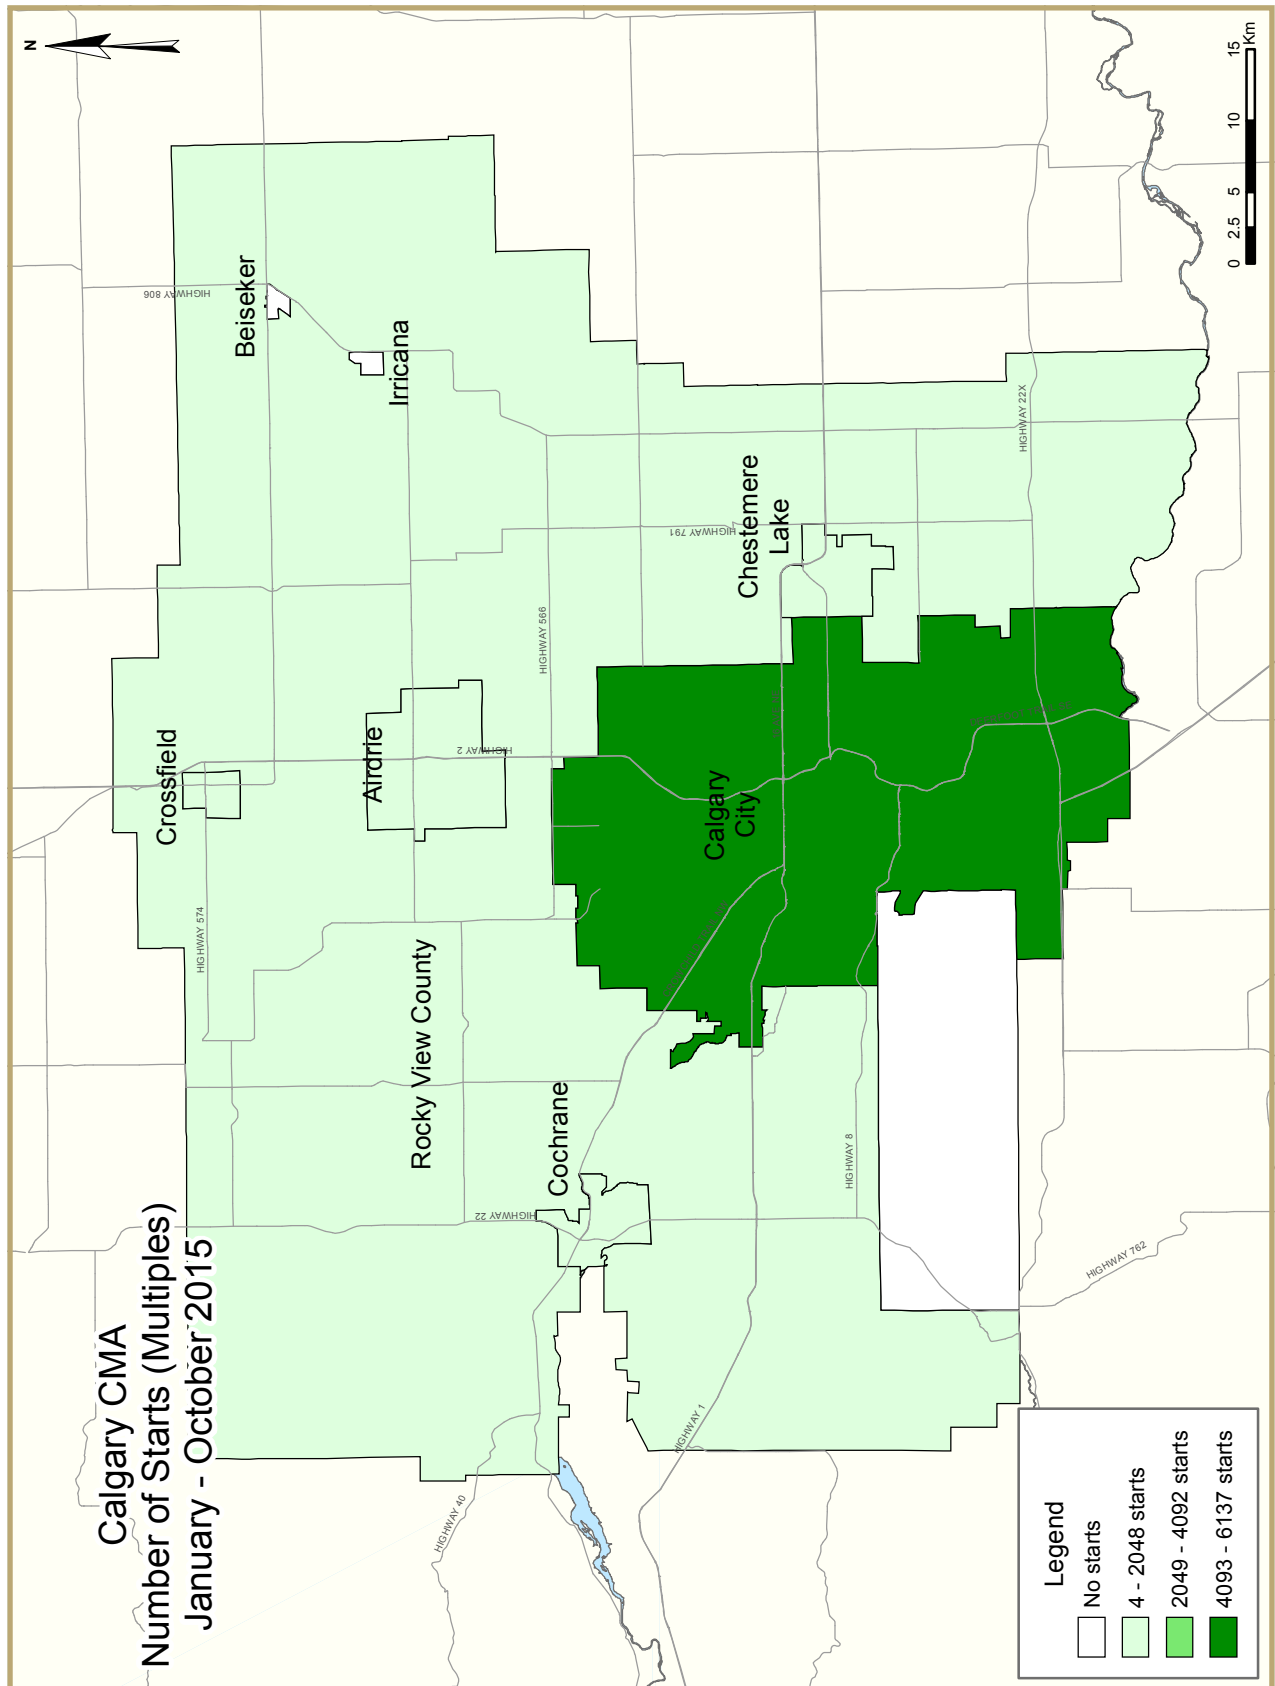 Calgary CMA
Number of Starts (Multiples)
January - October 2015
N
Crossfield
Beiseker
Irricana
Airdrie
Rocky View County
Cochrane
Chestemere
Lake
Calgary
City
HIGHWAY 806
HIGHWAY 574
HIGHWAY 2
HIGHWAY 566
HIGHWAY 791
HIGHWAY 22X
HIGHWAY 22
HIGHWAY 8
HIGHWAY 1
HIGHWAY 40
HIGHWAY 762
Legend
No starts
4 - 2048 starts
2049 - 4092 starts
4093 - 6137 starts
0 2.5 5 10 15
Km